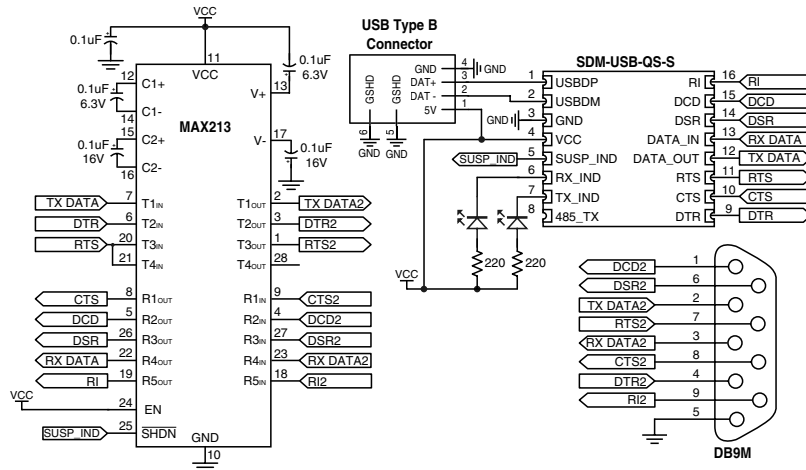 VCC
0.1uF
0.1uF
6.3V
11
VCC
12
C1+
0.1uF
6.3V
C1-
14
15
C2+
0.1uF
16V
C2-
16
MAX213
13
V+
17
V-
0.1uF
16V
TX DATA
7
T1IN
DTR
6
T2IN
RTS
20
T3IN
21
T4IN
T1OUT
2
TX DATA2
T2OUT
3
DTR2
T3OUT
1
RTS2
T4OUT
28
CTS
8
R1OUT
DCD
5
R2OUT
DSR
26
R3OUT
RX DATA
22
R4OUT
RI
19
R5OUT
R1IN
9
CTS2
R2IN
4
DCD2
R3IN
27
DSR2
R4IN
23
RX DATA2
R5IN
18
RI2
VCC
24
EN
SUSP_IND
25
SHDN
GND
10
USB Type B
Connector
GND
4
GND
DAT+
3
DAT -
2
5V
1
GSHD
GSHD
6
5
GND
GND
SDM-USB-QS-S
1
USBDP
2
USBDM
GND
3
GND
4
VCC
SUSP_IND
5
SUSP_IND
6
RX_IND
7
TX_IND
8
485_TX
RI
16
RI
DCD
15
DCD
DSR
14
DSR
DATA_IN
13
RX DATA
DATA_OUT
12
TX DATA
RTS
11
RTS
CTS
10
CTS
DTR
9
DTR
220
220
VCC
DCD2
1
DSR2
6
TX DATA2
2
RTS2
7
RX DATA2
3
CTS2
8
DTR2
4
RI2
9
5
DB9M